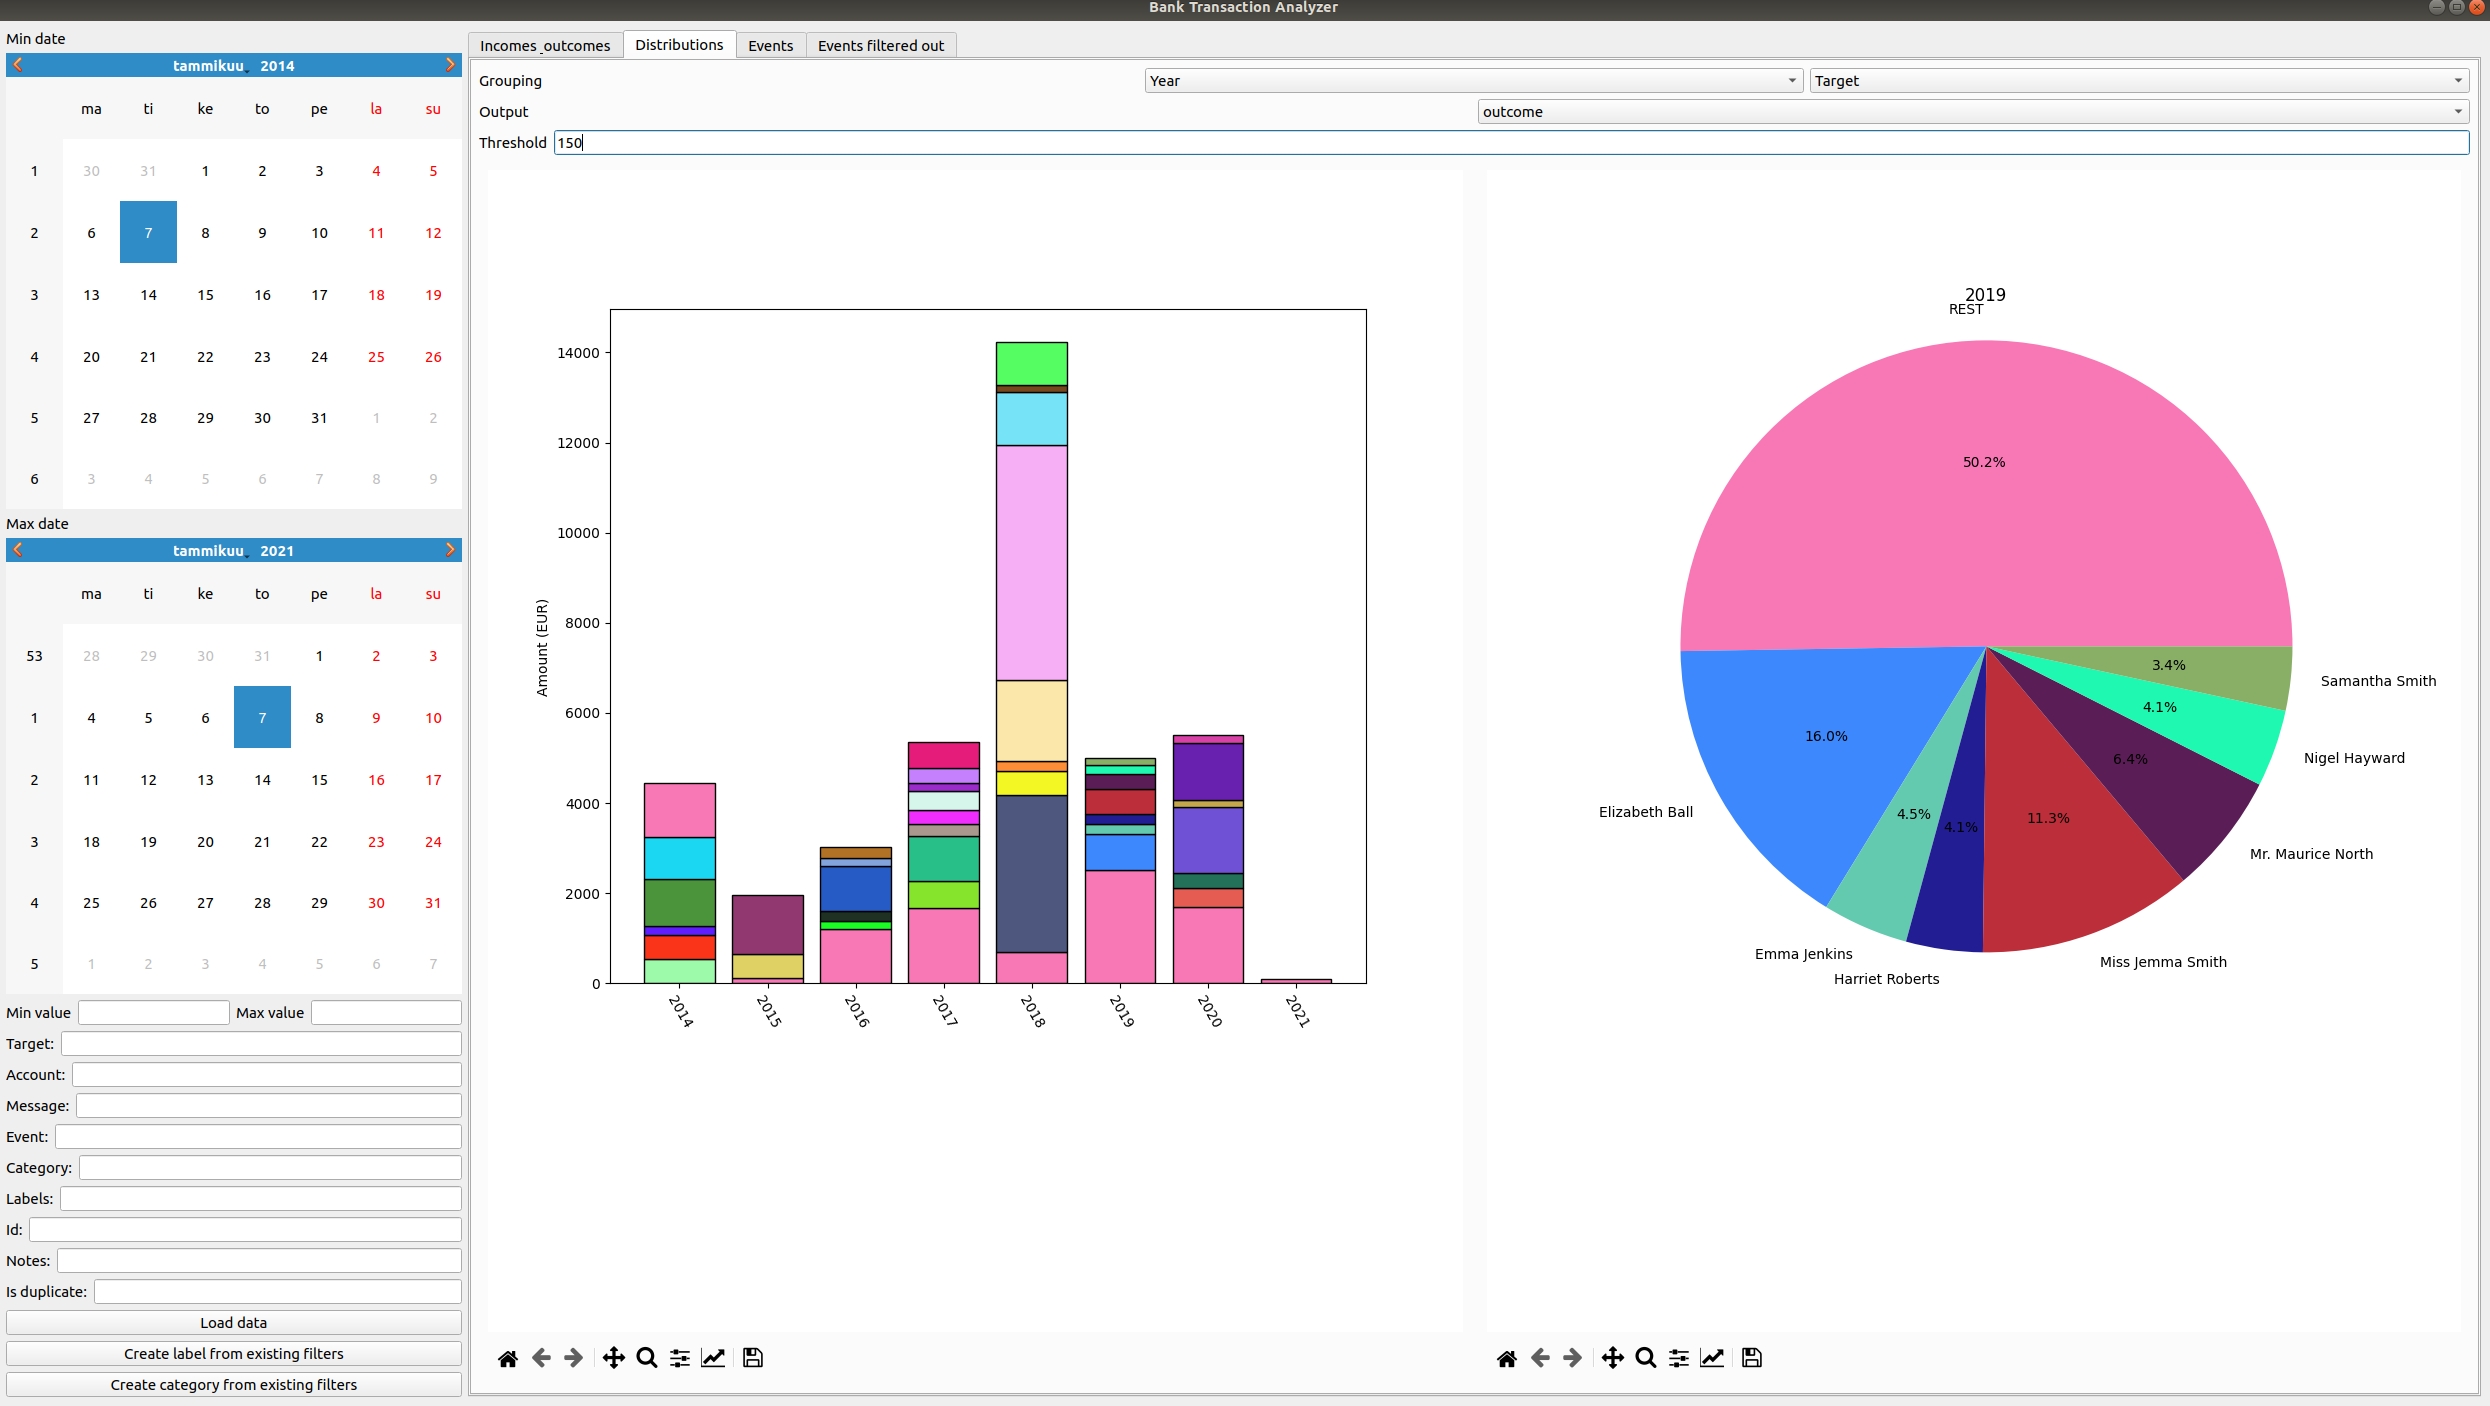 Bank Transaction Analyzer
Min date
tammikuu 2014
ma ti ke to pe la su
1 30 31 1 2 3 4 5
2 6 7 8 9 10 11 12
3 13 14 15 16 17 18 19
4 20 21 22 23 24 25 26
5 27 28 29 30 31 1 2
6 3 4 5 6 7 8 9
Max date
tammikuu 2021
ma ti ke to pe la su
53 28 29 30 31 1 2 3
1 4 5 6 7 8 9 10
2 11 12 13 14 15 16 17
3 18 19 20 21 22 23 24
4 25 26 27 28 29 30 31
5 1 2 3 4 5 6 7
Min value Max value
Target:
Account:
Message:
Event:
Category:
Labels:
Id:
Notes:
Is duplicate:
Load data
Create label from existing filters
Create category from existing filters
Incomes_outcomes Distributions Events Events filtered out
Grouping Year Target
Output outcome
Threshold 150
Amount (EUR)
14000
12000
10000
8000
6000
4000
2000
0
2014 2015 2016 2017 2018 2019 2020 2021
2019
REST
50.2%
3.4%
Samantha Smith
4.1%
Nigel Hayward
6.4%
Mr. Maurice North
11.3%
Miss Jemma Smith
4.1%
Harriet Roberts
4.5%
Emma Jenkins
16.0%
Elizabeth Ball